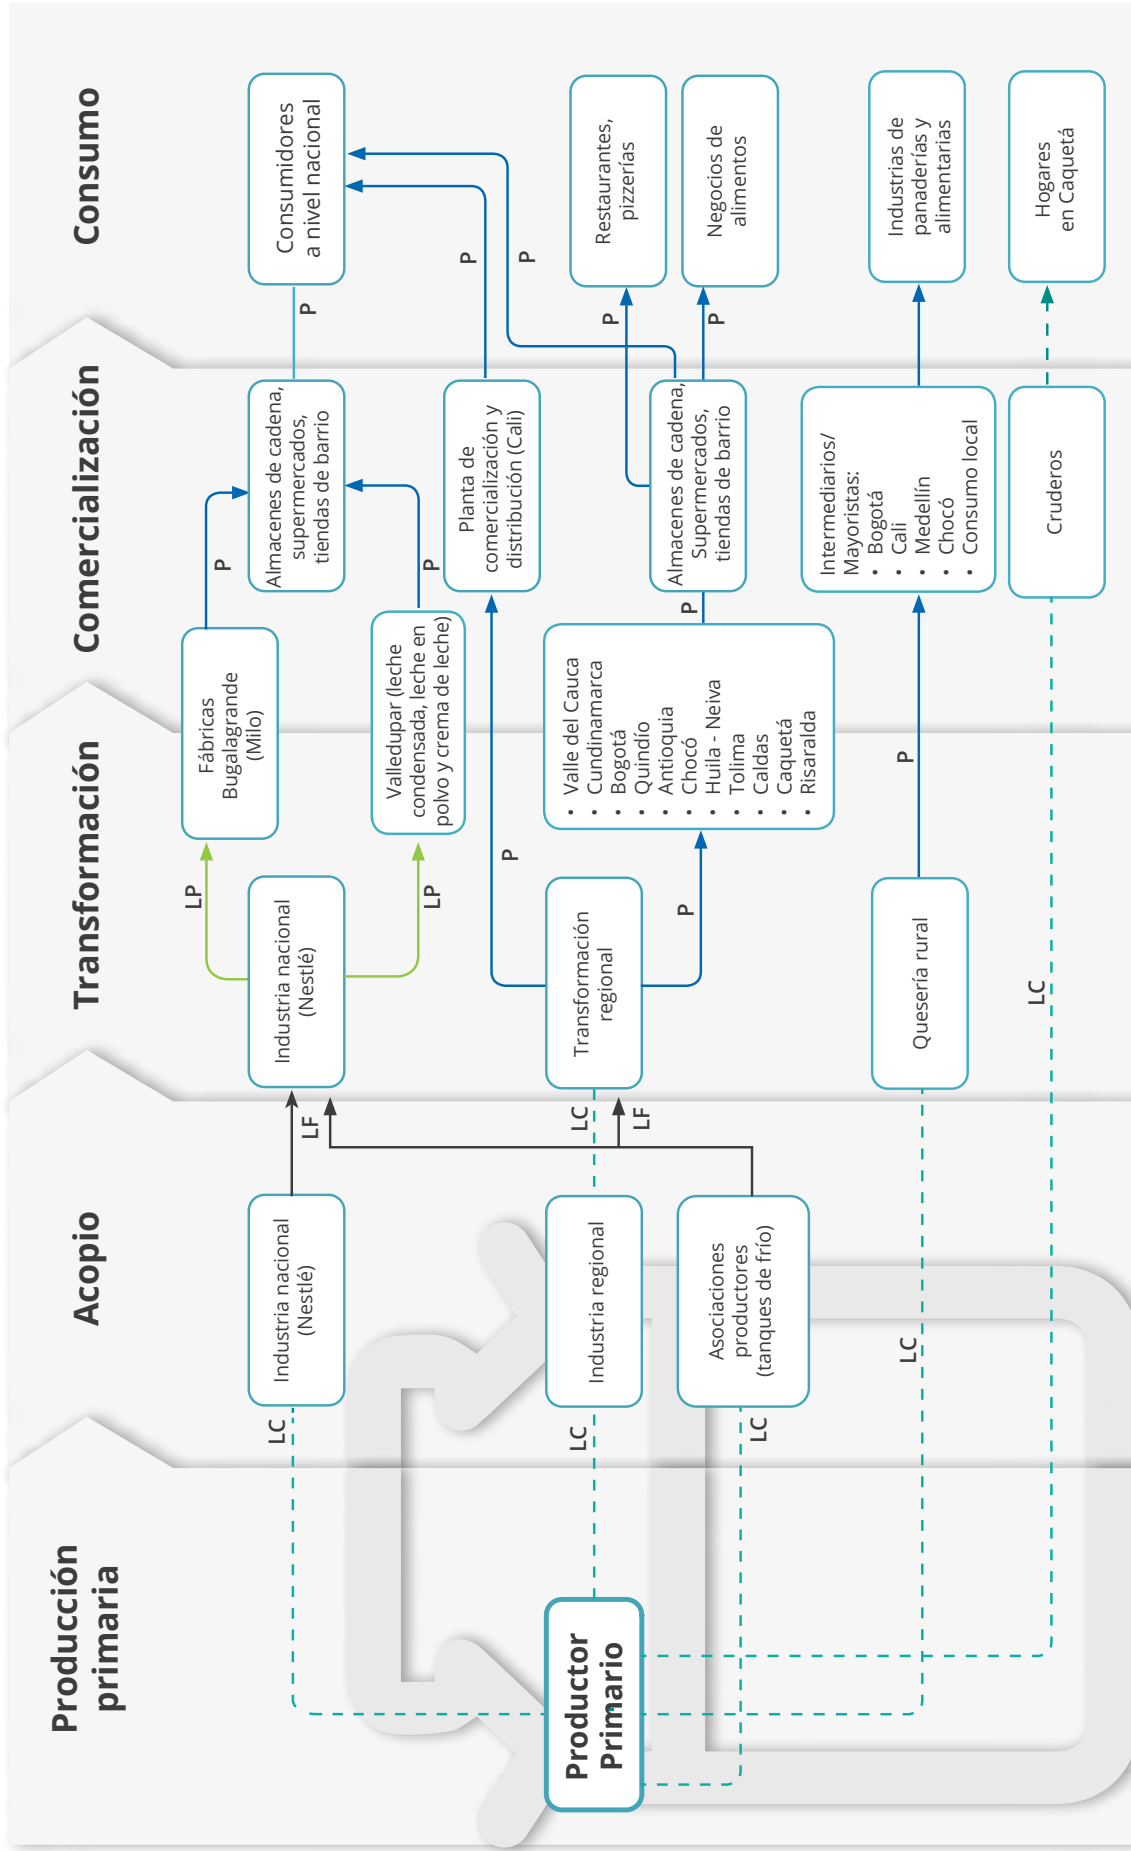 Producción
primaria
Acopio
Transformación
Comercialización
Consumo
Productor
Primario
LC
LC
LC
LC
LC
Industria nacional
(Nestlé)
Industria regional
Asociaciones
productores
(tanques de frío)
LF
LC
LF
Industria nacional
(Nestlé)
Transformación
regional
Quesería rural
LP
LP
P
P
P
Fábricas
Bugalagrande
(Milo)
Valledupar (leche
condensada, leche en
polvo y crema de leche)
• Valle del Cauca
• Cundinamarca
• Bogotá
• Quindío
• Antioquia
• Chocó
• Huila - Neiva
• Tolima
• Caldas
• Caquetá
• Risaralda
P
P
P
Almacenes de cadena,
supermercados,
tiendas de barrio
Planta de
comercialización y
distribución (Cali)
Almacenes de cadena,
Supermercados,
tiendas de barrio
Intermediarios/
Mayoristas:
• Bogotá
• Cali
• Medellín
• Chocó
• Consumo local
Cruderos
P
P
P
P
P
Consumidores
a nivel nacional
Restaurantes,
pizzerías
Negocios de
alimentos
Industrias de
panaderías y
alimentarias
Hogares
en Caquetá